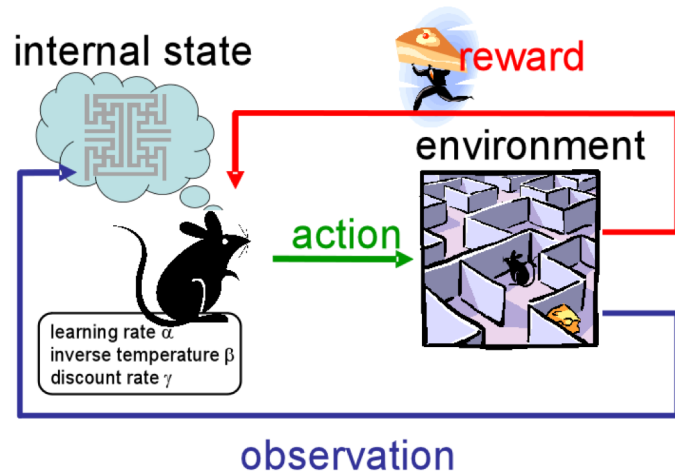 internal state
reward
environment
action
learning rate α
inverse temperature β
discount rate γ
observation